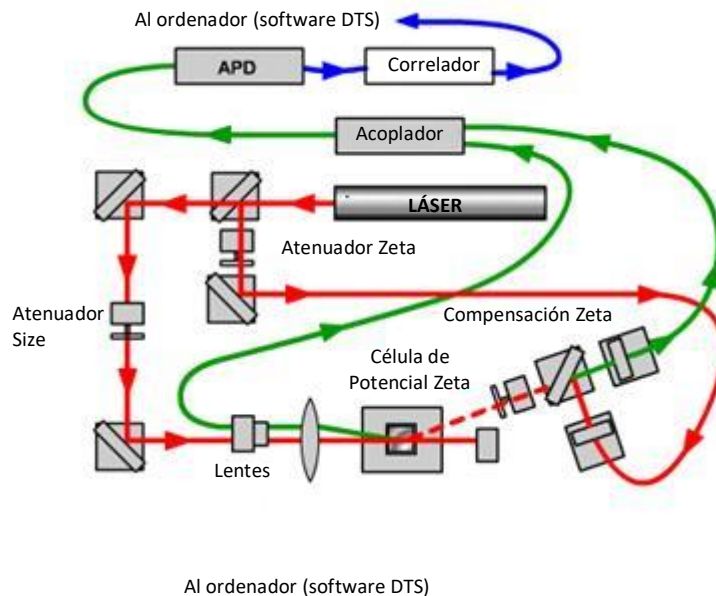 Al ordenador (software DTS)
APD
Correlador
Acoplador
LÁSER
Atenuador Zeta
Atenuador
Size
Compensación Zeta
Célula de
Potencial Zeta
Lentes
Al ordenador (software DTS)